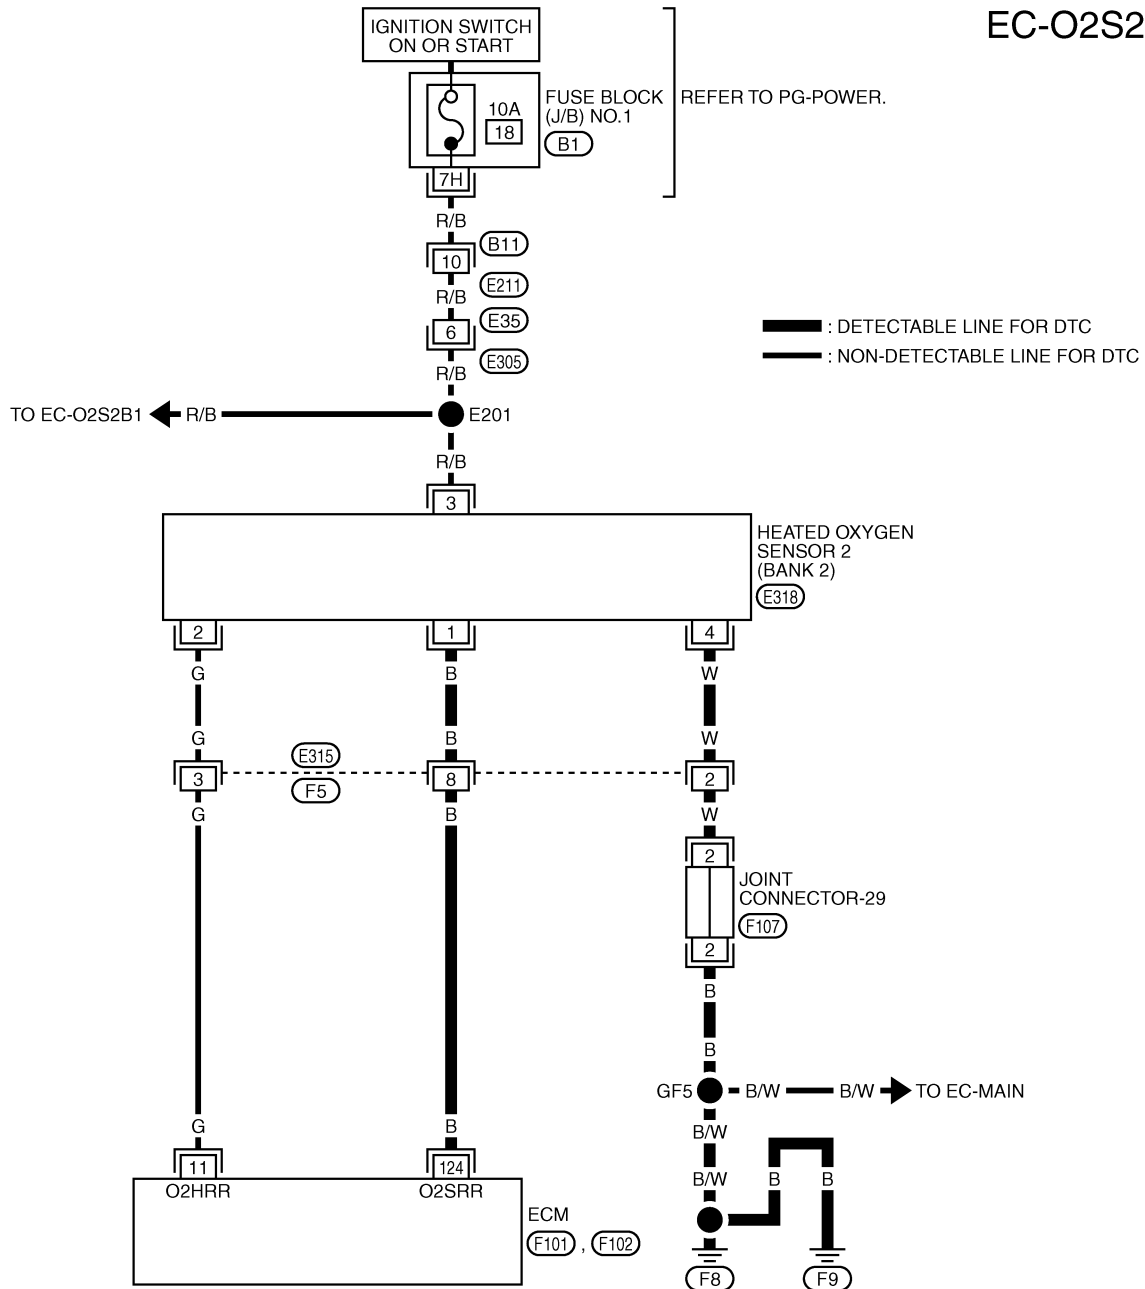 EC-O2S2
IGNITION SWITCH
ON OR START
FUSE BLOCK
(J/B) NO.1
B1
10A
18
REFER TO PG-POWER.
7H
R/B
B11
10
E211
R/B
E35
6
E305
R/B
: DETECTABLE LINE FOR DTC
: NON-DETECTABLE LINE FOR DTC
TO EC-O2S2B1
R/B
E201
R/B
3
HEATED OXYGEN
SENSOR 2
(BANK 2)
E318
2
1
4
G
B
W
G
B
W
E315
3
8
2
F5
G
B
W
2
JOINT
CONNECTOR-29
F107
2
B
B
GF5
B/W
B/W
TO EC-MAIN
G
B
B/W
11
124
B/W
B
B
O2HRR
O2SRR
ECM
F101 , F102
F8
F9